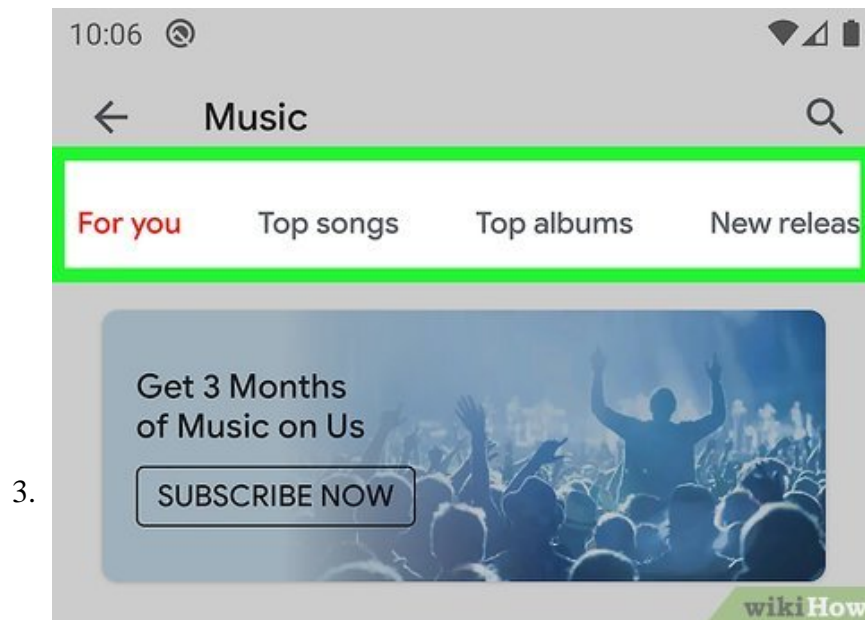 10:06
Music
For you Top songs Top albums New releas
Get 3 Months
of Music on Us
3.
SUBSCRIBE NOW
wikiHow